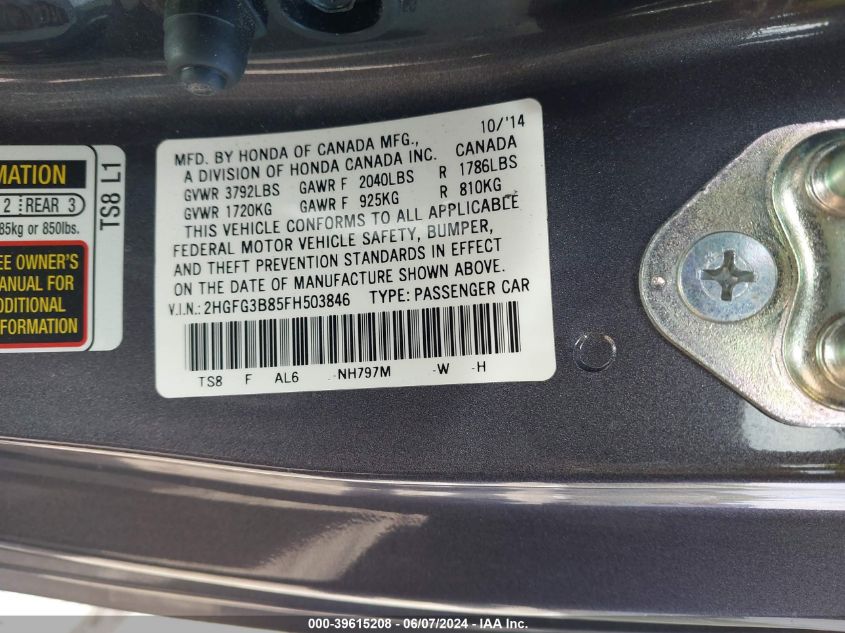 MATION
2 REAR 3
85kg or 850lbs.
EE OWNER'S
MANUAL FOR
DDITIONAL
NFORMATION
TS8 L1
10/'14
MFD. BY HONDA OF CANADA MFG.,
A DIVISION OF HONDA CANADA INC. CANADA
GVWR 3792LBS GAWR F 2040LBS R 1786LBS
GVWR 1720KG GAWR F 925KG R 810KG
THIS VEHICLE CONFORMS TO ALL APPLICABLE
FEDERAL MOTOR VEHICLE SAFETY, BUMPER,
AND THEFT PREVENTION STANDARDS IN EFFECT
ON THE DATE OF MANUFACTURE SHOWN ABOVE.
V.I.N.: 2HGFG3B85FH503846 TYPE: PASSENGER CAR
TS8 F AL6 -NH797M -W -H
000-39615208 - 06/07/2024 - IAA Inc.